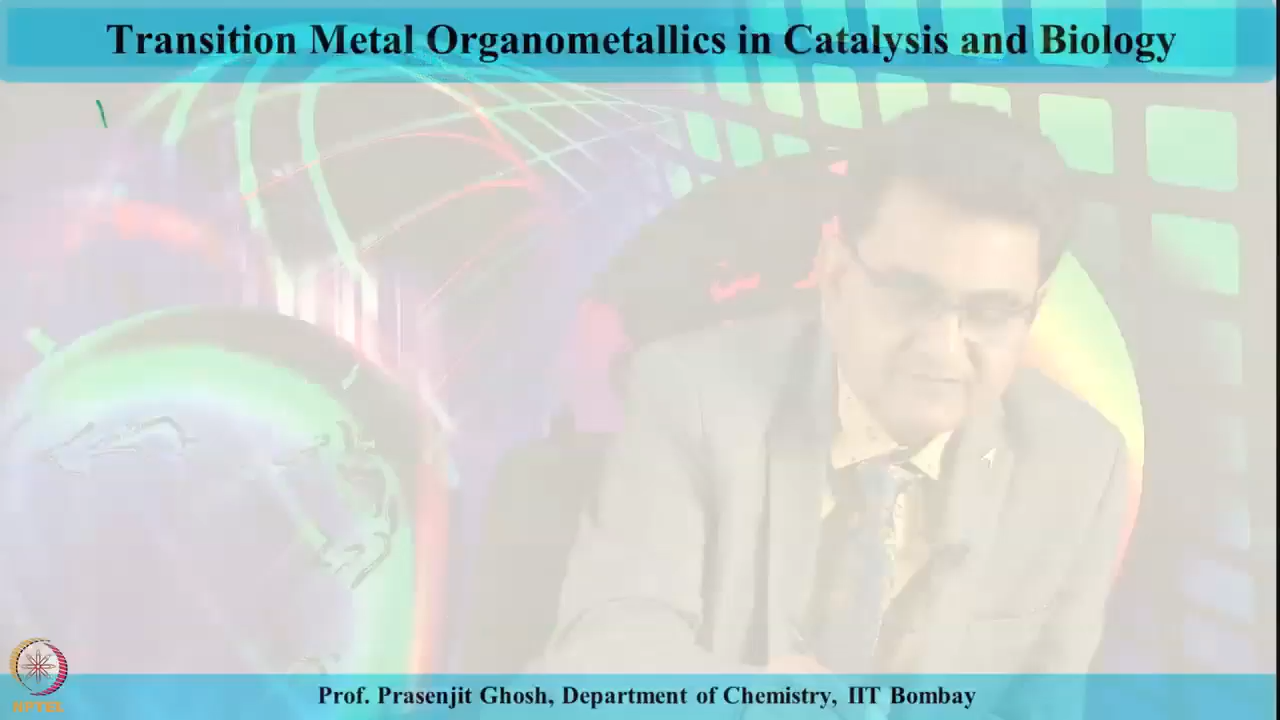 Transition Metal Organometallics in Catalysis and Biology
NPTEL
Prof. Prasenjit Ghosh, Department of Chemistry, IIT Bombay